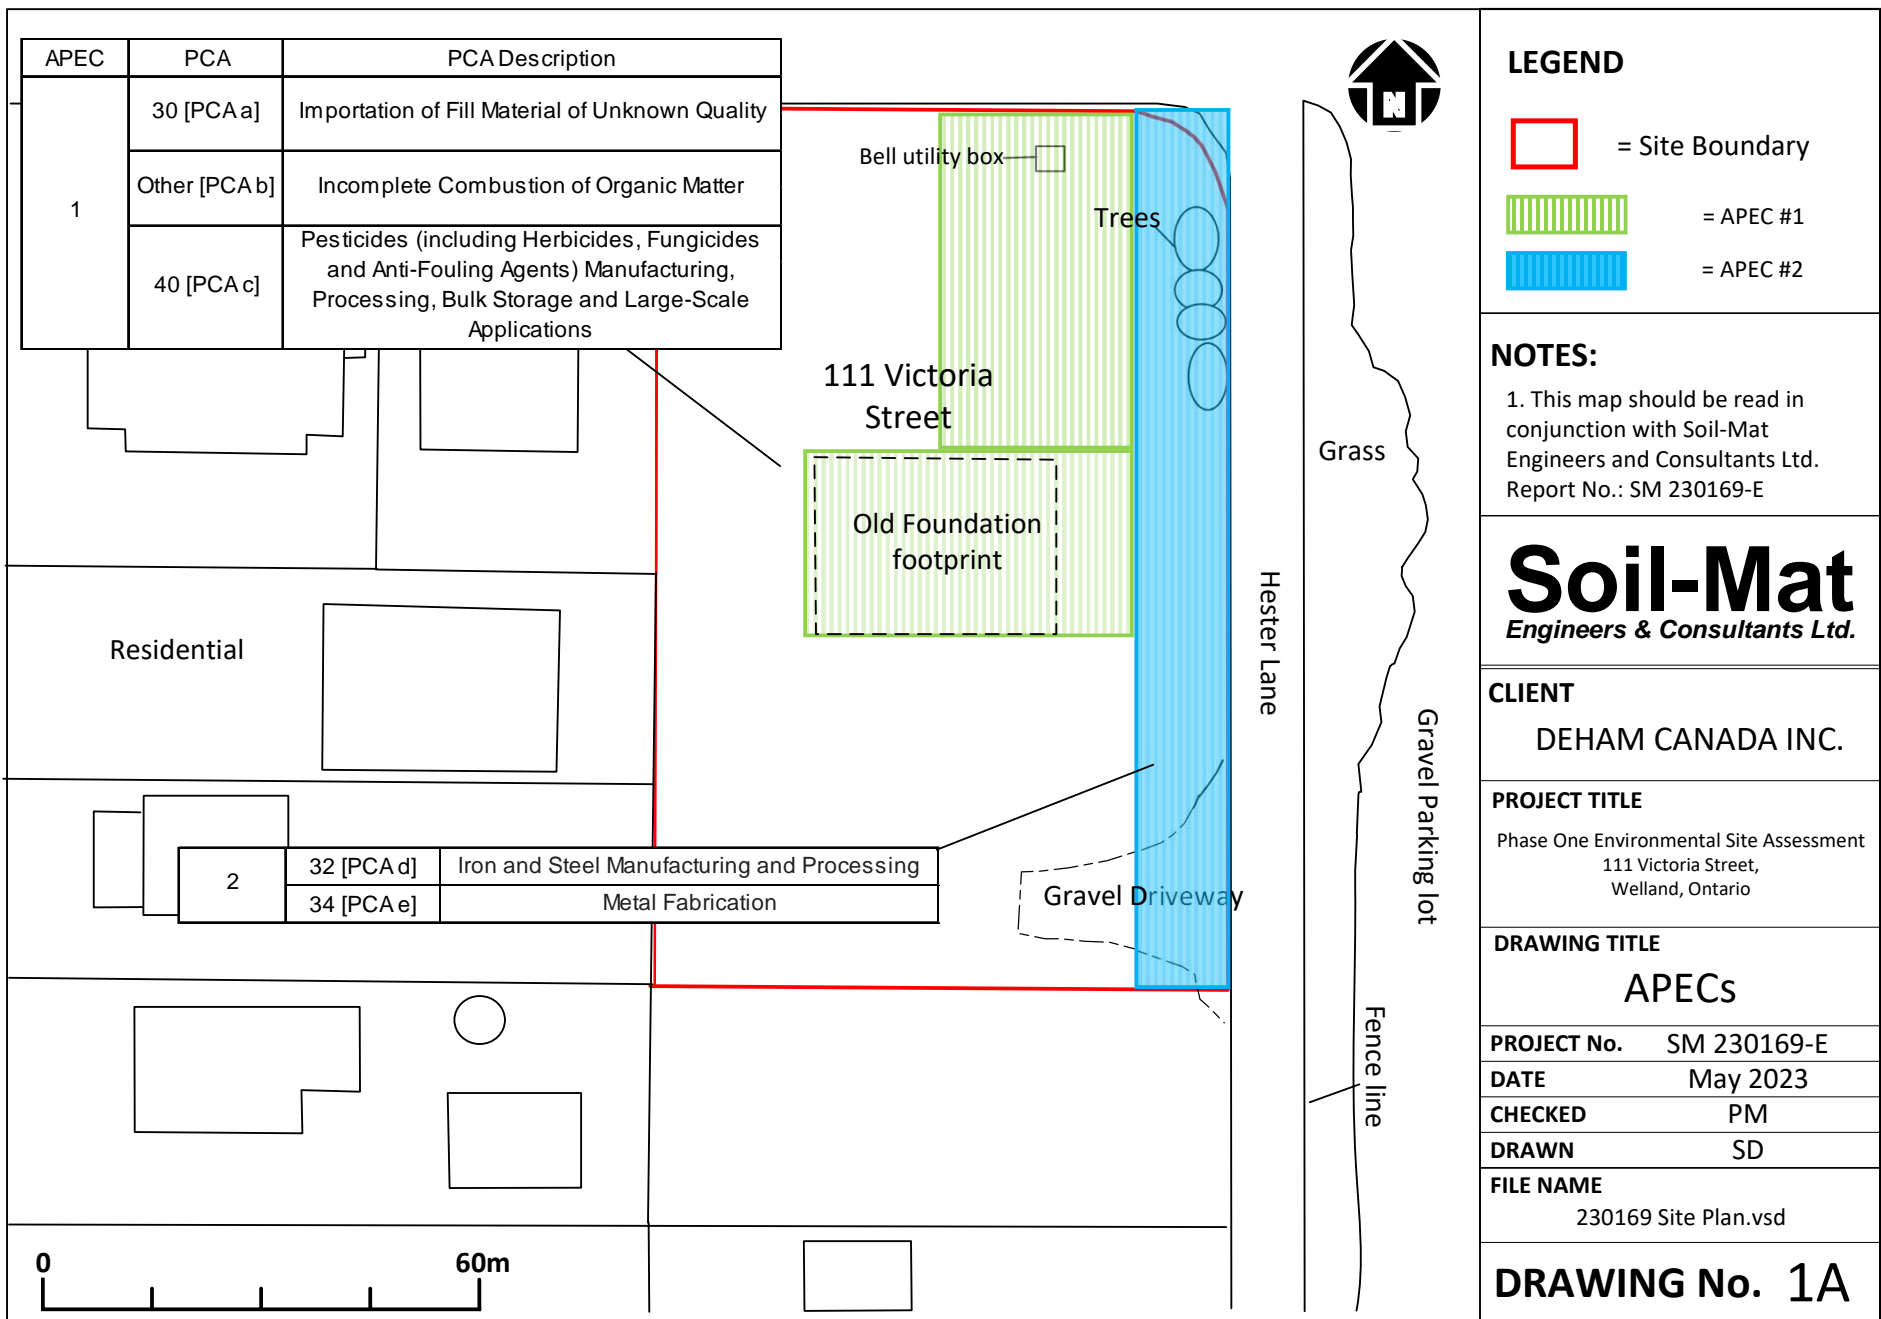 APEC PCA PCA Description
1
30 [PCA a] Importation of Fill Material of Unknown Quality
Other [PCA b] Incomplete Combustion of Organic Matter
40 [PCA c] Pesticides (including Herbicides, Fungicides
and Anti-Fouling Agents) Manufacturing,
Processing, Bulk Storage and Large-Scale
Applications
Bell utility box
Trees
111 Victoria
Street
Old Foundation
footprint
Residential
2
32 [PCA d] Iron and Steel Manufacturing and Processing
34 [PCA e] Metal Fabrication
Gravel Driveway
Hester Lane
Grass
Gravel Parking lot
Fence line
N
0 60m
LEGEND
= Site Boundary
= APEC #1
= APEC #2
NOTES:
1. This map should be read in
conjunction with Soil-Mat
Engineers and Consultants Ltd.
Report No.: SM 230169-E
Soil-Mat
Engineers & Consultants Ltd.
CLIENT
DEHAM CANADA INC.
PROJECT TITLE
Phase One Environmental Site Assessment
111 Victoria Street,
Welland, Ontario
DRAWING TITLE
APECs
PROJECT No. SM 230169-E
DATE May 2023
CHECKED PM
DRAWN SD
FILE NAME
230169 Site Plan.vsd
DRAWING No. 1A